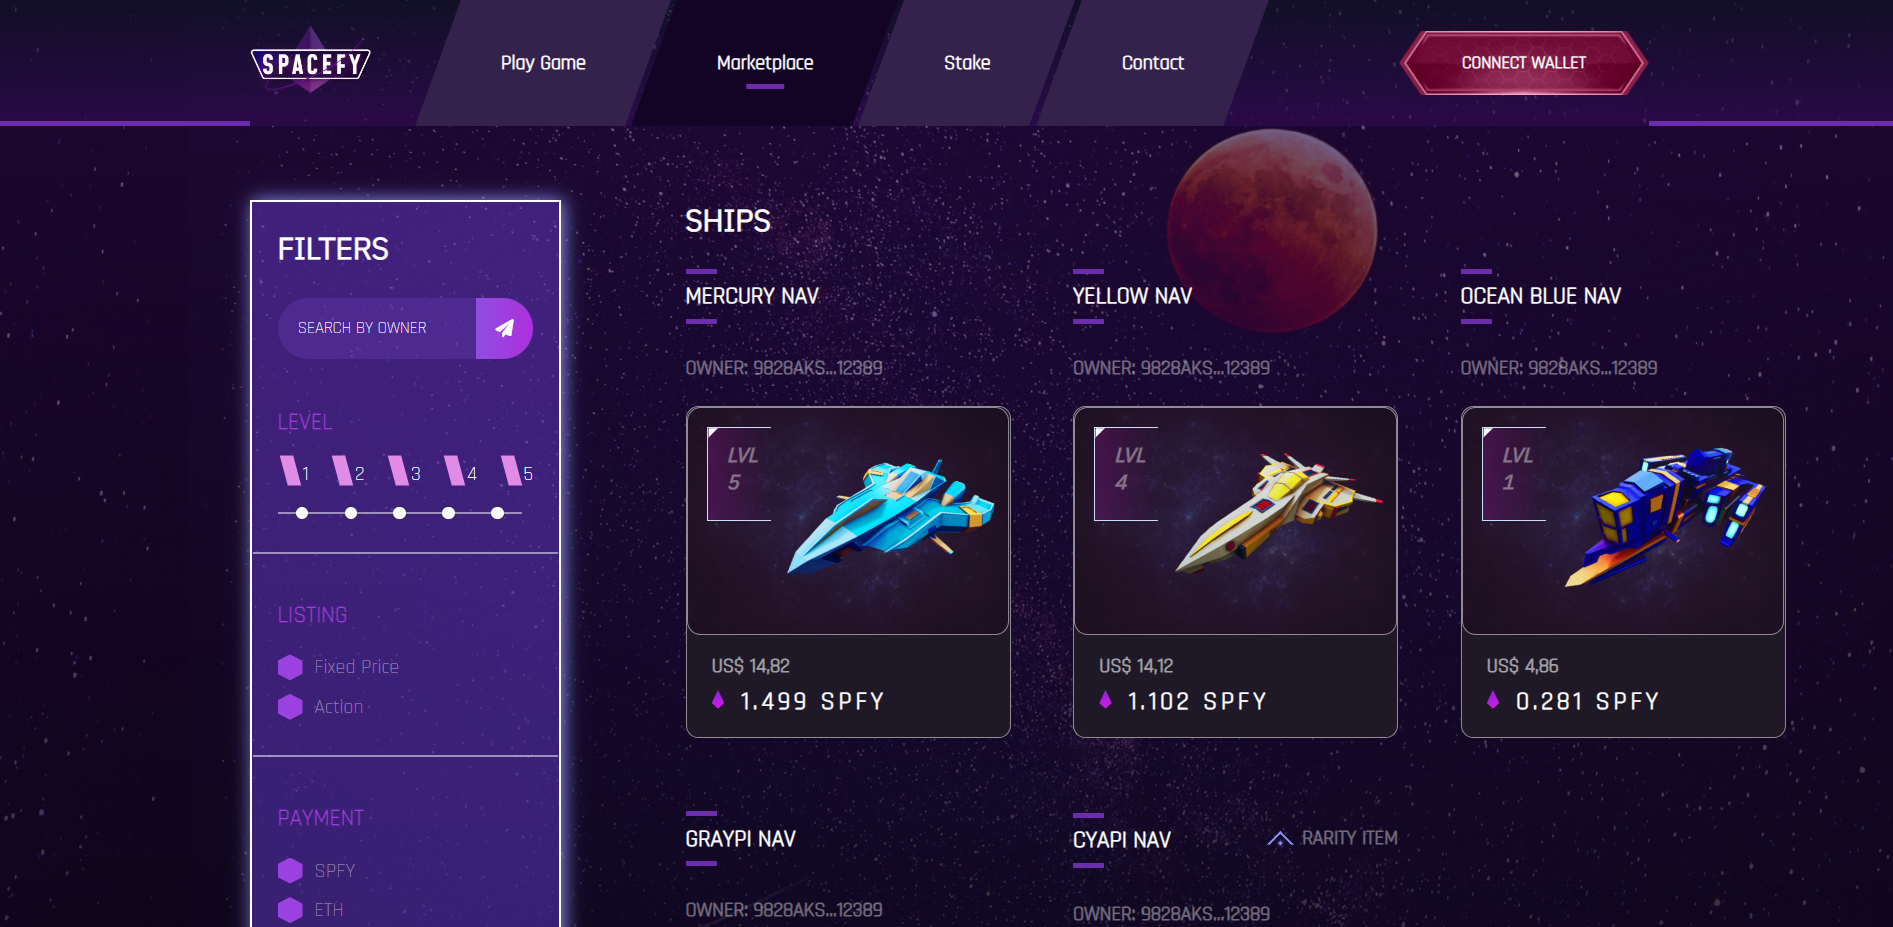 SPACEFY
Play Game
Marketplace
Stake
Contact
CONNECT WALLET
FILTERS
SEARCH BY OWNER
LEVEL
1 2 3 4 5
LISTING
Fixed Price
Action
PAYMENT
SPFY
ETH
SHIPS
MERCURY NAV
OWNER: 9828AKS...12389
LVL
5
US$ 14,82
1.499 SPFY
YELLOW NAV
OWNER: 9828AKS...12389
LVL
4
US$ 14,12
1.102 SPFY
OCEAN BLUE NAV
OWNER: 9828AKS...12389
LVL
1
US$ 4,86
0.281 SPFY
GRAYPI NAV
OWNER: 9828AKS...12389
CYAPI NAV
RARITY ITEM
OWNER: 9828AKS...12389